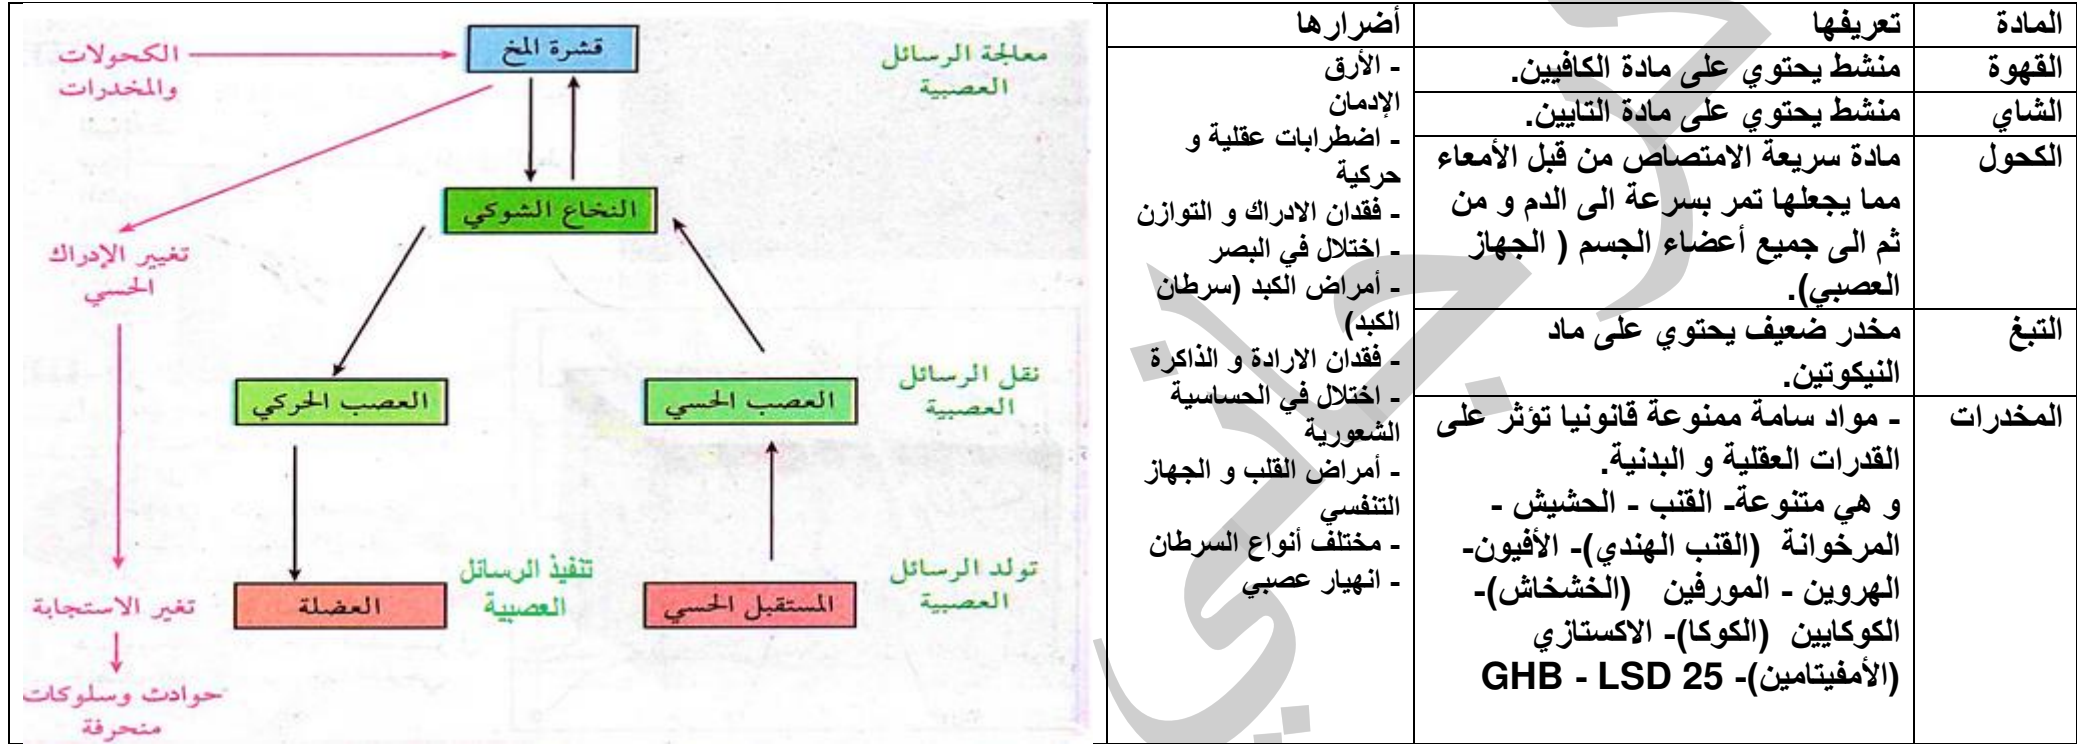 المادة
تعريفها
أضرارها
القهوة
منشط يحتوي على مادة الكافيين.
الشاي
منشط يحتوي على مادة التايين.
الكحول
مادة سريعة الامتصاص من قبل الأمعاء
مما يجعلها تمر بسرعة الى الدم و من
ثم الى جميع أعضاء الجسم ( الجهاز
العصبي).
التبغ
مخدر ضعيف يحتوي على ماد
النيكوتين.
المخدرات
- مواد سامة ممنوعة قانونيا تؤثر على
القدرات العقلية و البدنية.
و هي متنوعة- القنب - الحشيش -
المرخوانة (القنب الهندي)- الأفيون-
الهروين - المورفين (الخشخاش)-
الكوكايين (الكوكا)- الاكستازي
(الأمفيتامين)- GHB - LSD 25
- الأرق
الإدمان
- اضطرابات عقلية و
حركية
- فقدان الادراك و التوازن
- اختلال في البصر
- أمراض الكبد (سرطان
الكبد)
- فقدان الارادة و الذاكرة
- اختلال في الحساسية
الشعورية
- أمراض القلب و الجهاز
التنفسي
- مختلف أنواع السرطان
- انهيار عصبي
معالجة الرسائل
العصبية
قشرة المخ
الكحولات
والمخدرات
النخاع الشوكي
تغيير الإدراك
الحسي
نقل الرسائل
العصبية
العصب الحسي
العصب الحركي
تولد الرسائل
العصبية
المستقبل الحسي
تنفيذ الرسائل
العصبية
العضلة
تغير الاستجابة
حوادث وسلوكات
منحرفة